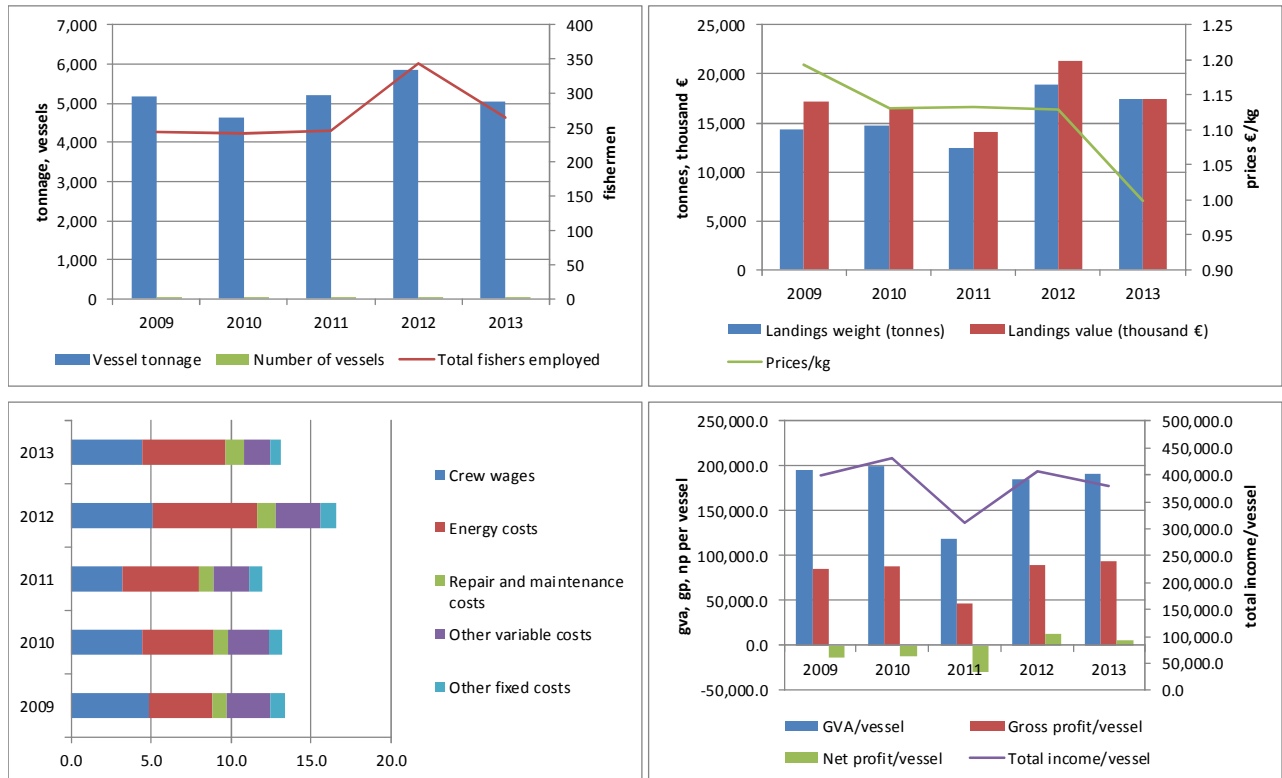 7,000
6,000
5,000
4,000
3,000
2,000
1,000
0
tonnage, vessels
400
350
300
250
200
150
100
50
0
fishermen
2009 2010 2011 2012 2013
Vessel tonnage Number of vessels Total fishers employed
25,000
20,000
15,000
10,000
5,000
0
tonnes, thousand €
1.25
1.20
1.15
1.10
1.05
1.00
0.95
0.90
prices €/kg
2009 2010 2011 2012 2013
Landings weight (tonnes) Landings value (thousand €)
Prices/kg
2013
2012
2011
2010
2009
0.0 5.0 10.0 15.0 20.0
Crew wages
Energy costs
Repair and maintenance
costs
Other variable costs
Other fixed costs
250,000.0
200,000.0
150,000.0
100,000.0
50,000.0
0.0
-50,000.0
gva, gp, np per vessel
500,000.0
450,000.0
400,000.0
350,000.0
300,000.0
250,000.0
200,000.0
150,000.0
100,000.0
50,000.0
0.0
total income/vessel
2009 2010 2011 2012 2013
GVA/vessel Gross profit/vessel
Net profit/vessel Total income/vessel